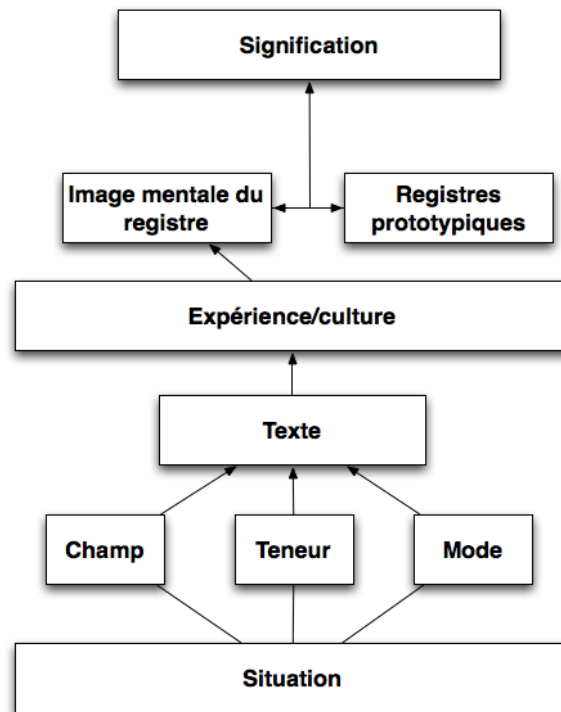 Signification
Image mentale du
registre
Registres
prototypiques
Expérience/culture
Texte
Champ
Teneur
Mode
Situation